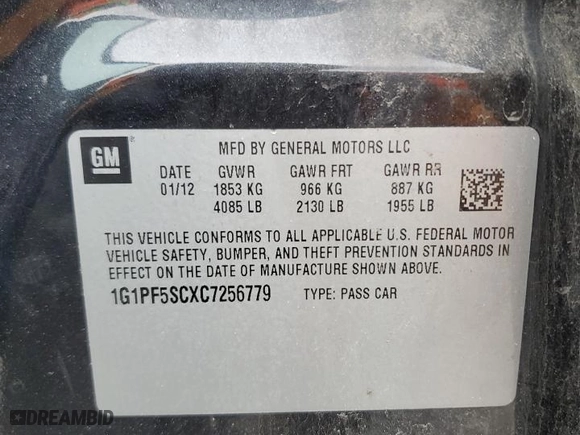 GM
MFD BY GENERAL MOTORS LLC
DATE GVWR GAWR FRT GAWR RR
01/12 1853 KG 966 KG 887 KG
4085 LB 2130 LB 1955 LB
THIS VEHICLE CONFORMS TO ALL APPLICABLE U.S. FEDERAL MOTOR
VEHICLE SAFETY, BUMPER, AND THEFT PREVENTION STANDARDS IN
EFFECT ON THE DATE OF MANUFACTURE SHOWN ABOVE.
1G1PF5SCXC7256779 TYPE: PASS CAR
DREAMBID